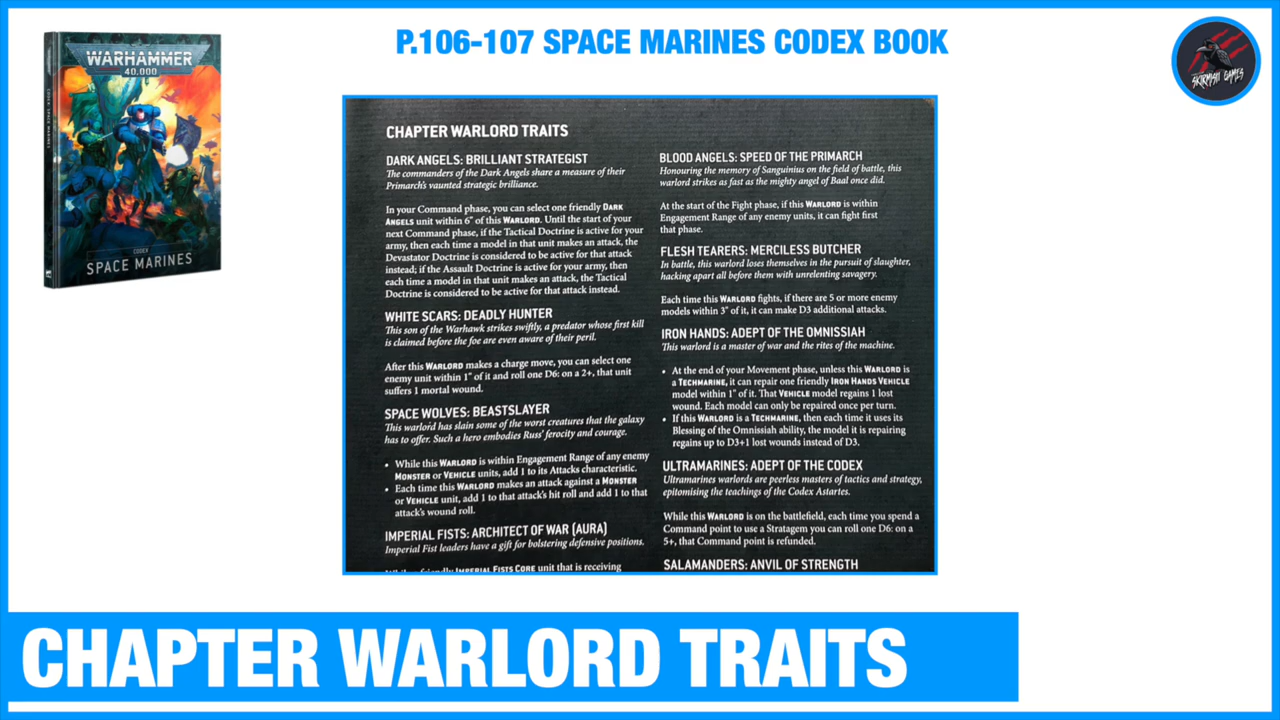 P.106-107 SPACE MARINES CODEX BOOK
WARHAMMER
40,000
CODEX
SPACE MARINES
SKIRMISH GAMES
CHAPTER WARLORD TRAITS
DARK ANGELS: BRILLIANT STRATEGIST
The commanders of the Dark Angels share a measure of their
Primarch's vaunted strategic brilliance.
In your Command phase, you can select one friendly DARK
ANGELS unit within 6" of this WARLORD. Until the start of your
next Command phase, if the Tactical Doctrine is active for your
army, then each time a model in that unit makes an attack, the
Devastator Doctrine is considered to be active for that attack
instead; if the Assault Doctrine is active for your army, then
each time a model in that unit makes an attack, the Tactical
Doctrine is considered to be active for that attack instead.
WHITE SCARS: DEADLY HUNTER
This son of the Warhawk strikes swiftly, a predator whose first kill
is claimed before the foe are even aware of their peril.
After this WARLORD makes a charge move, you can select one
enemy unit within 1" of it and roll one D6: on a 2+, that unit
suffers 1 mortal wound.
SPACE WOLVES: BEASTSLAYER
This warlord has slain some of the worst creatures that the galaxy
has to offer. Such a hero embodies Russ' ferocity and courage.
• While this WARLORD is within Engagement Range of any enemy
MONSTER or VEHICLE units, add 1 to its Attacks characteristic.
• Each time this WARLORD makes an attack against a MONSTER
or VEHICLE unit, add 1 to that attack's hit roll and add 1 to that
attack's wound roll.
IMPERIAL FISTS: ARCHITECT OF WAR (AURA)
Imperial Fist leaders have a gift for bolstering defensive positions.
friendly IMPERIAL FISTS CORE unit that is receiving
BLOOD ANGELS: SPEED OF THE PRIMARCH
Honouring the memory of Sanguinius on the field of battle, this
warlord strikes as fast as the mighty angel of Baal once did.
At the start of the Fight phase, if this WARLORD is within
Engagement Range of any enemy units, it can fight first
that phase.
FLESH TEARERS: MERCILESS BUTCHER
In battle, this warlord loses themselves in the pursuit of slaughter,
hacking apart all before them with unrelenting savagery.
Each time this WARLORD fights, if there are 5 or more enemy
models within 3" of it, it can make D3 additional attacks.
IRON HANDS: ADEPT OF THE OMNISSIAH
This warlord is a master of war and the rites of the machine.
• At the end of your Movement phase, unless this WARLORD is
a TECHMARINE, it can repair one friendly IRON HANDS VEHICLE
model within 1" of it. That VEHICLE model regains 1 lost
wound. Each model can only be repaired once per turn.
• If this WARLORD is a TECHMARINE, then each time it uses its
Blessing of the Omnissiah ability, the model it is repairing
regains up to D3+1 lost wounds instead of D3.
ULTRAMARINES: ADEPT OF THE CODEX
Ultramarines warlords are peerless masters of tactics and strategy,
epitomising the teachings of the Codex Astartes.
While this WARLORD is on the battlefield, each time you spend a
Command point to use a Stratagem you can roll one D6: on a
5+, that Command point is refunded.
SALAMANDERS: ANVIL OF STRENGTH
CHAPTER WARLORD TRAITS